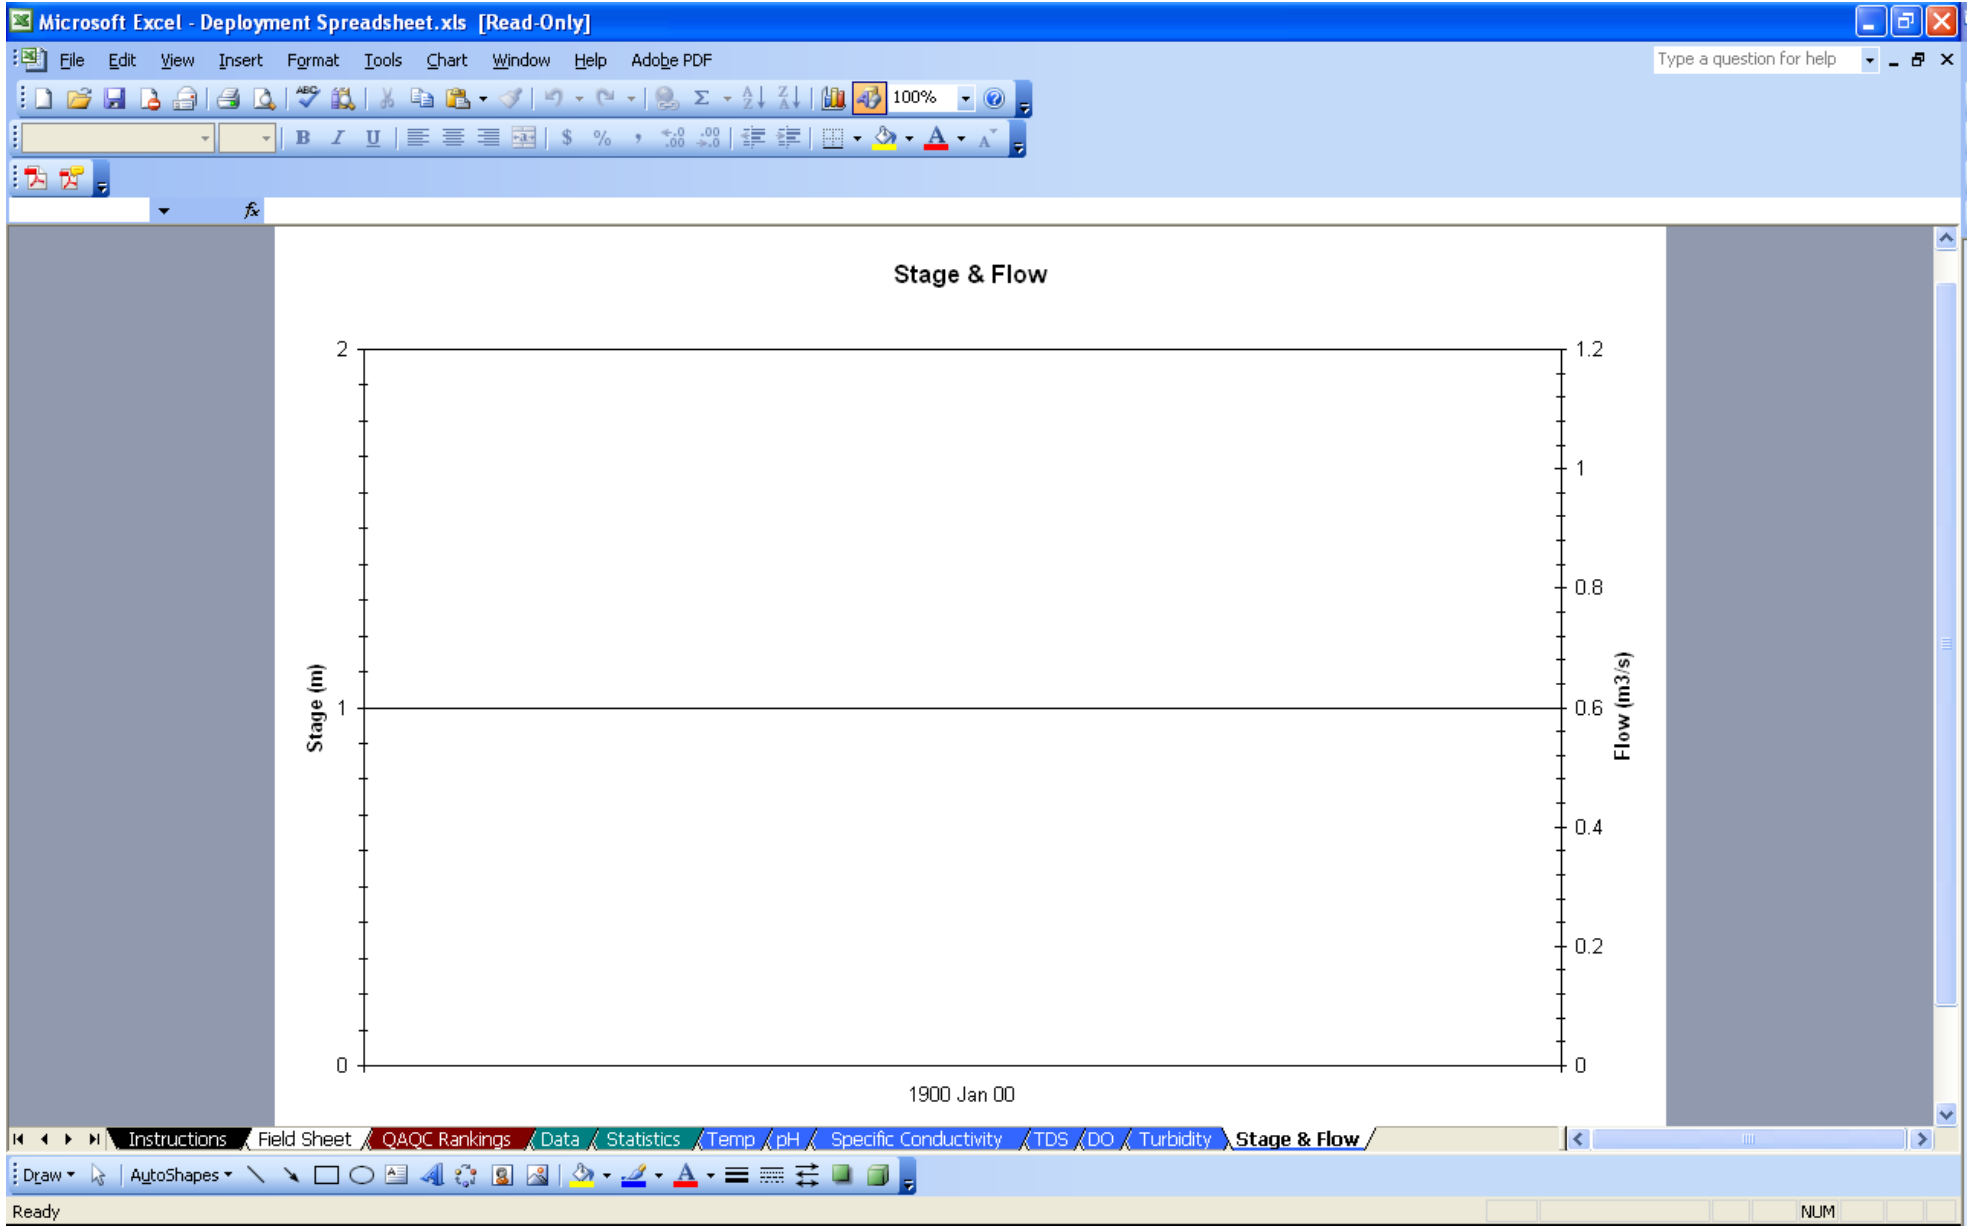 Microsoft Excel - Deployment Spreadsheet.xls [Read-Only]
File Edit View Insert Format Tools Chart Window Help Adobe PDF Type a question for help
100%
B I U $ % ,
fx
Stage & Flow
2 1.2
1
0.8
Stage (m)
1 0.6
Flow (m3/s)
0.4
0.2
0 0
1900 Jan 00
Instructions Field Sheet QAQC Rankings Data Statistics Temp pH Specific Conductivity TDS DO Turbidity Stage & Flow
Draw AutoShapes
Ready NUM